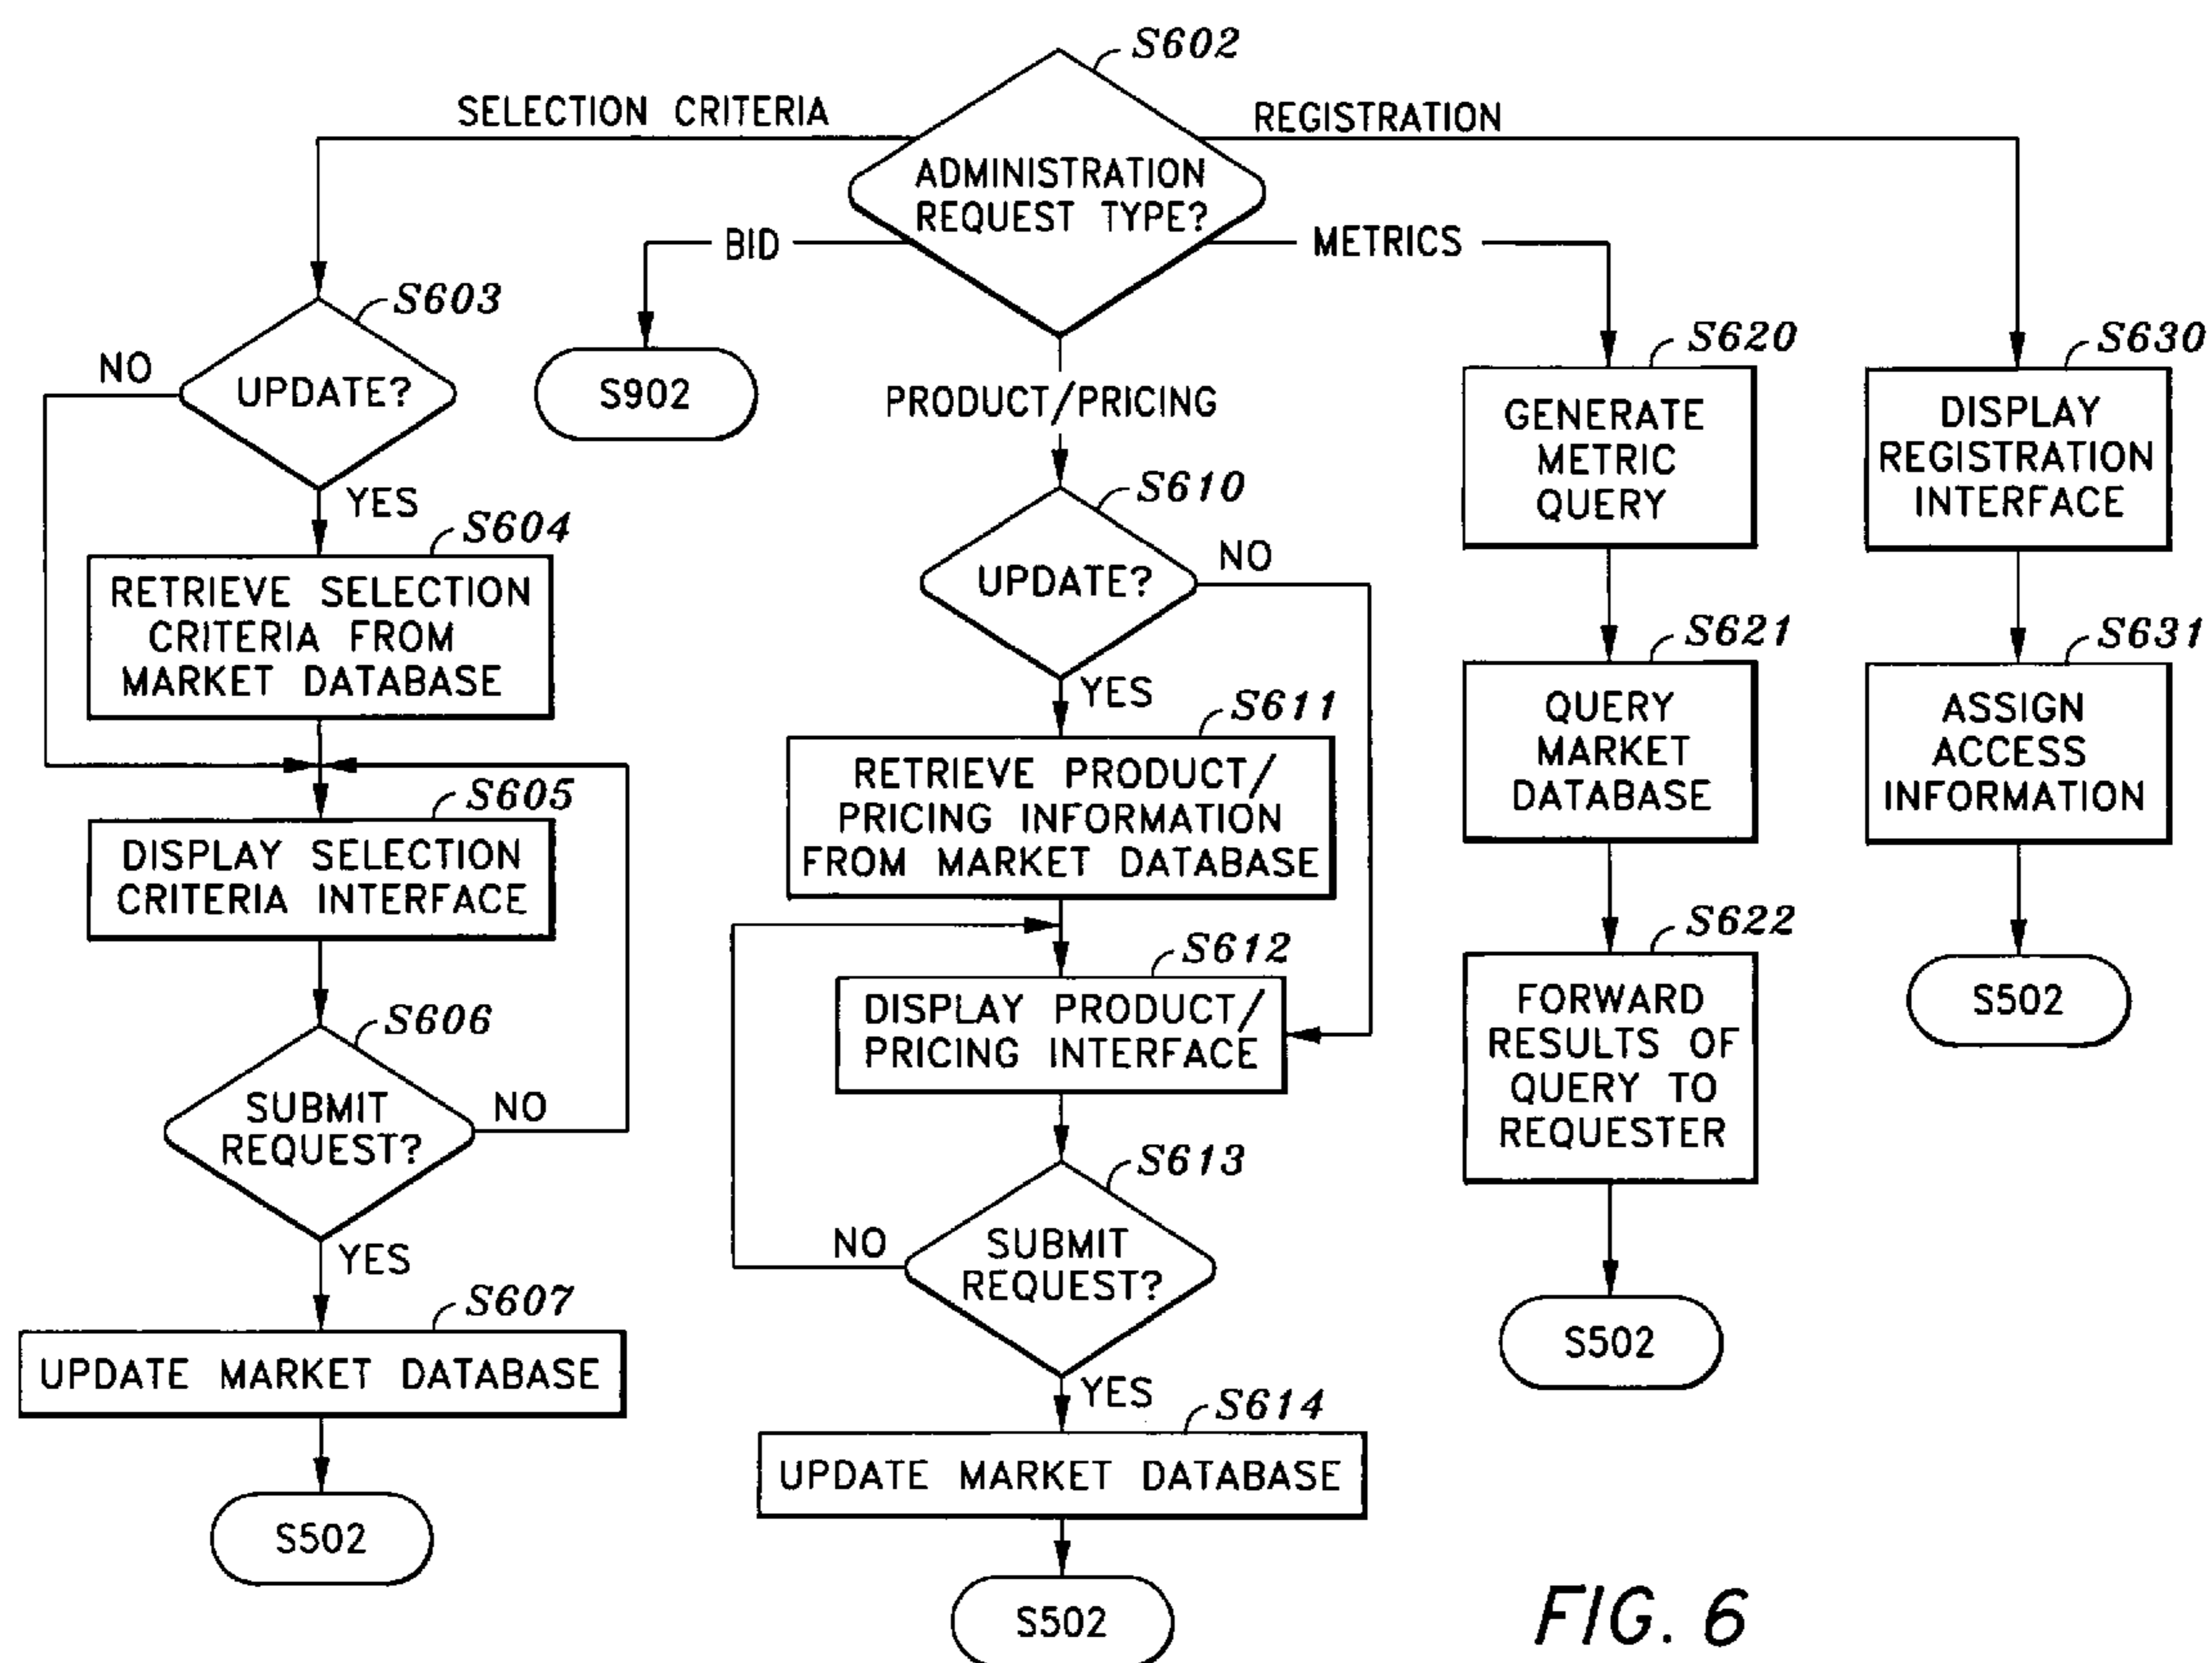 S602
SELECTION CRITERIA
REGISTRATION
ADMINISTRATION
REQUEST TYPE?
BID
METRICS
S603
NO
UPDATE?
YES
S902
PRODUCT/PRICING
S604
RETRIEVE SELECTION
CRITERIA FROM
MARKET DATABASE
S605
DISPLAY SELECTION
CRITERIA INTERFACE
S606
SUBMIT
REQUEST?
NO
YES
S607
UPDATE MARKET DATABASE
S502
S610
UPDATE?
NO
YES
S611
RETRIEVE PRODUCT/
PRICING INFORMATION
FROM MARKET DATABASE
S612
DISPLAY PRODUCT/
PRICING INTERFACE
S613
NO
SUBMIT
REQUEST?
YES
S614
UPDATE MARKET DATABASE
S502
S620
GENERATE
METRIC
QUERY
S621
QUERY
MARKET
DATABASE
S622
FORWARD
RESULTS OF
QUERY TO
REQUESTER
S502
S630
DISPLAY
REGISTRATION
INTERFACE
S631
ASSIGN
ACCESS
INFORMATION
S502
FIG. 6